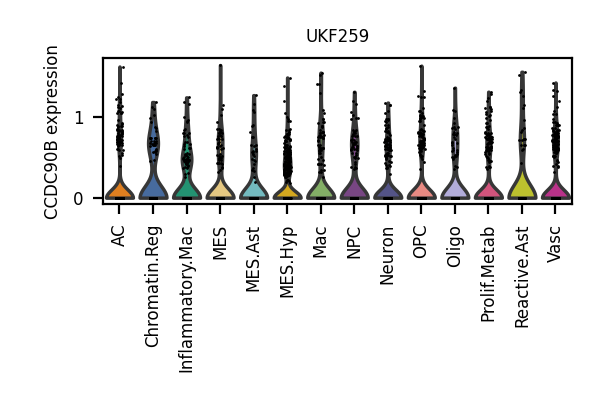 UKF259
CCDC90B expression
1
0
AC
Chromatin.Reg
Inflammatory.Mac
MES
MES.Ast
MES.Hyp
Mac
NPC
Neuron
OPC
Oligo
Prolif.Metab
Reactive.Ast
Vasc